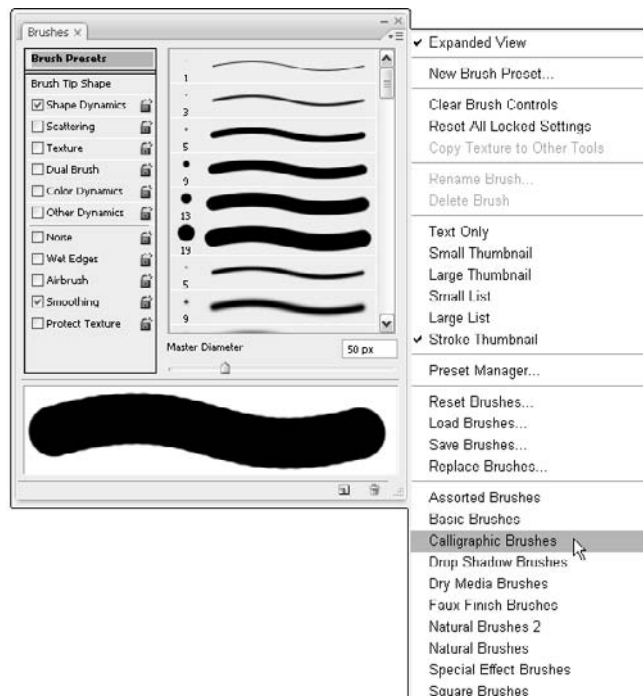 Brushes ×
Brush Presets
Brush Tip Shape
Shape Dynamics
Scattering
Texture
Dual Brush
Color Dynamics
Other Dynamics
Noise
Wet Edges
Airbrush
Smoothing
Protect Texture
1
3
5
9
13
19
5
9
Master Diameter
50 px
Expanded View
New Brush Preset...
Clear Brush Controls
Reset All Locked Settings
Copy Texture to Other Tools
Rename Brush...
Delete Brush
Text Only
Small Thumbnail
Large Thumbnail
Small List
Large List
Stroke Thumbnail
Preset Manager...
Reset Brushes...
Load Brushes...
Save Brushes...
Replace Brushes...
Assorted Brushes
Basic Brushes
Calligraphic Brushes
Drop Shadow Brushes
Dry Media Brushes
Faux Finish Brushes
Natural Brushes 2
Natural Brushes
Special Effect Brushes
Square Brushes